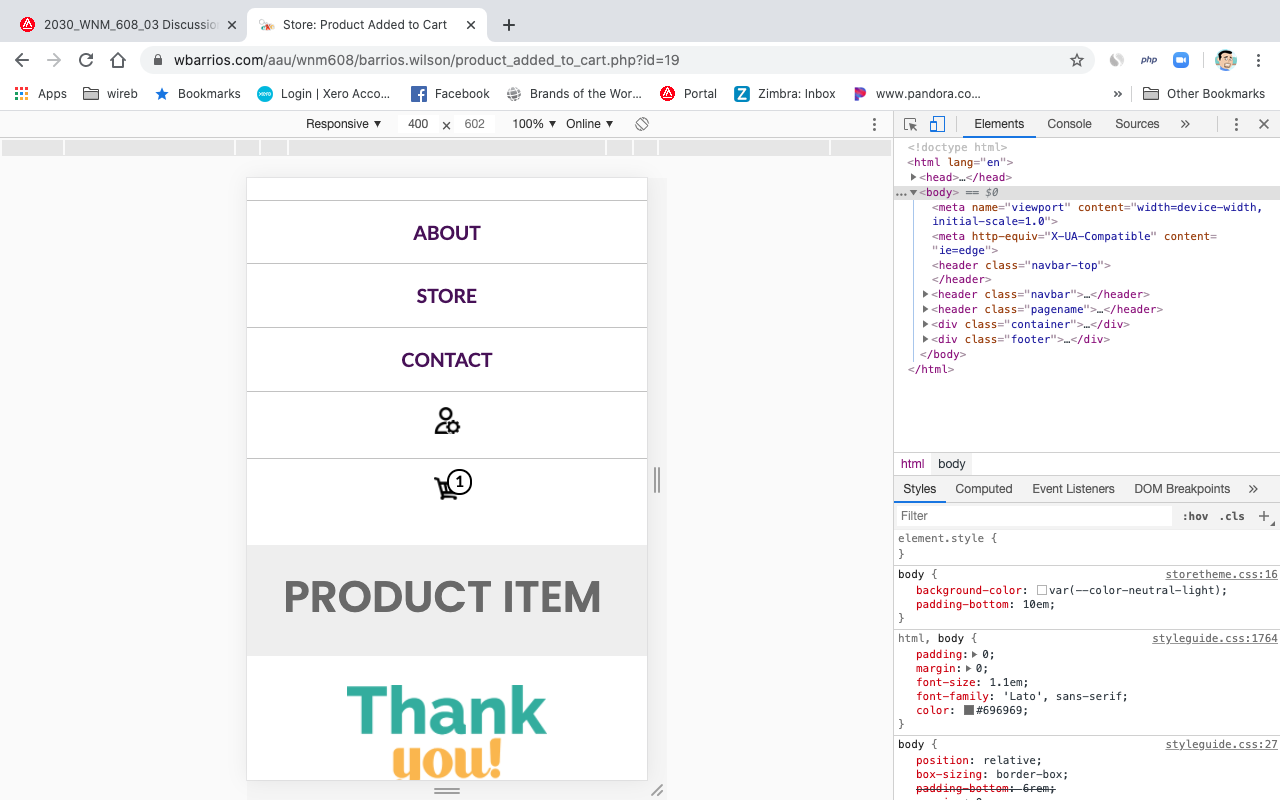 2030_WNM_608_03 Discussio
Store: Product Added to Cart
wbarrios.com/aau/wnm608/barrios.wilson/product_added_to_cart.php?id=19
php
Apps
wireb
Bookmarks
xero
Login | Xero Acco...
Facebook
Brands of the Wor...
Portal
Zimbra: Inbox
www.pandora.co...
»
Other Bookmarks
Responsive ▼
400 x 602
100% ▼
Online ▼
Elements
Console
Sources
»
<!doctype html>
<html lang="en">
<head>…</head>
…<body> == $0
<meta name="viewport" content="width=device-width,
initial-scale=1.0">
<meta http-equiv="X-UA-Compatible" content=
"ie=edge">
<header class="navbar-top">
</header>
<header class="navbar">…</header>
<header class="pagename">…</header>
<div class="container">…</div>
<div class="footer">…</div>
</body>
</html>
ABOUT
STORE
CONTACT
1
PRODUCT ITEM
Thank
you!
html body
Styles
Computed
Event Listeners
DOM Breakpoints
»
Filter
:hov .cls +
element.style {
}
body {
storetheme.css:16
background-color: var(--color-neutral-light);
padding-bottom: 10em;
}
html, body {
styleguide.css:1764
padding: 0;
margin: 0;
font-size: 1.1em;
font-family: 'Lato', sans-serif;
color: #696969;
}
body {
styleguide.css:27
position: relative;
box-sizing: border-box;
padding-bottom: 6rem;